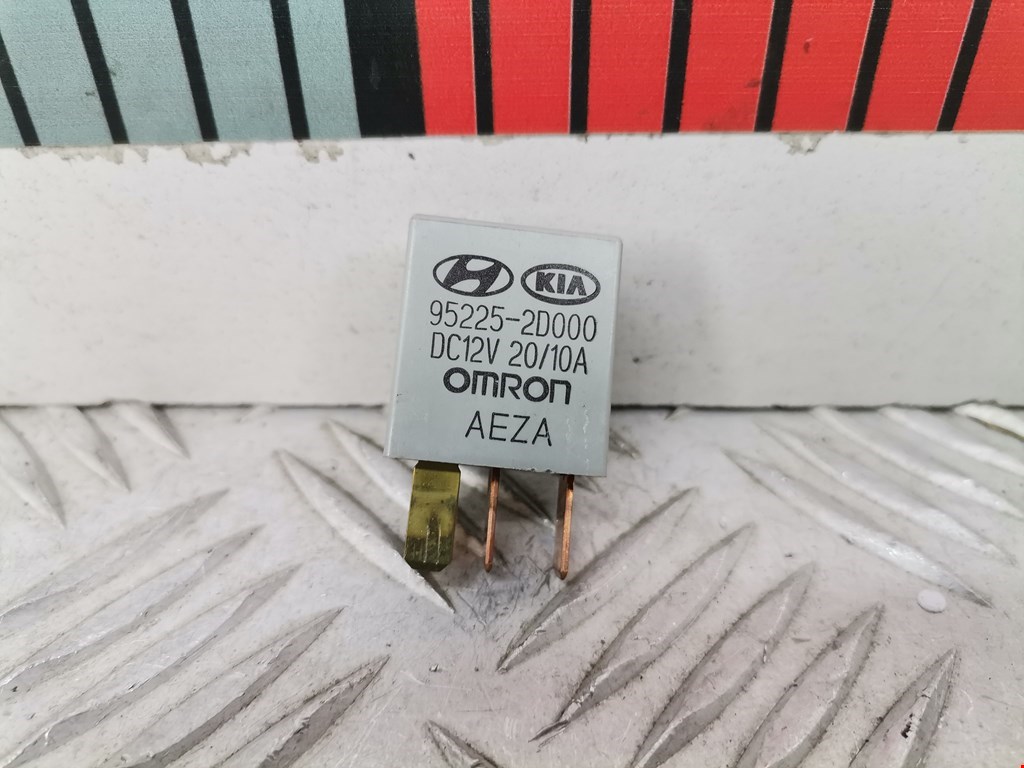 KIA
95225-2D000
DC12V 20/10A
OMRON
AEZA